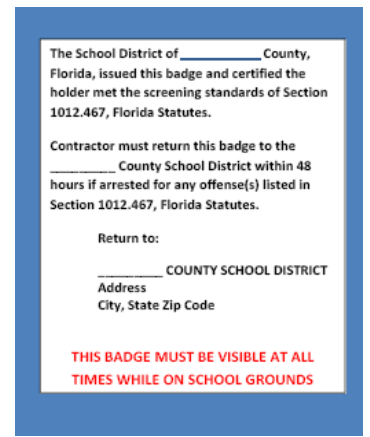 The School District of ____________ County,
Florida, issued this badge and certified the
holder met the screening standards of Section
1012.467, Florida Statutes.
Contractor must return this badge to the
_________ County School District within 48
hours if arrested for any offense(s) listed in
Section 1012.467, Florida Statutes.
Return to:
_________ COUNTY SCHOOL DISTRICT
Address
City, State Zip Code
THIS BADGE MUST BE VISIBLE AT ALL
TIMES WHILE ON SCHOOL GROUNDS